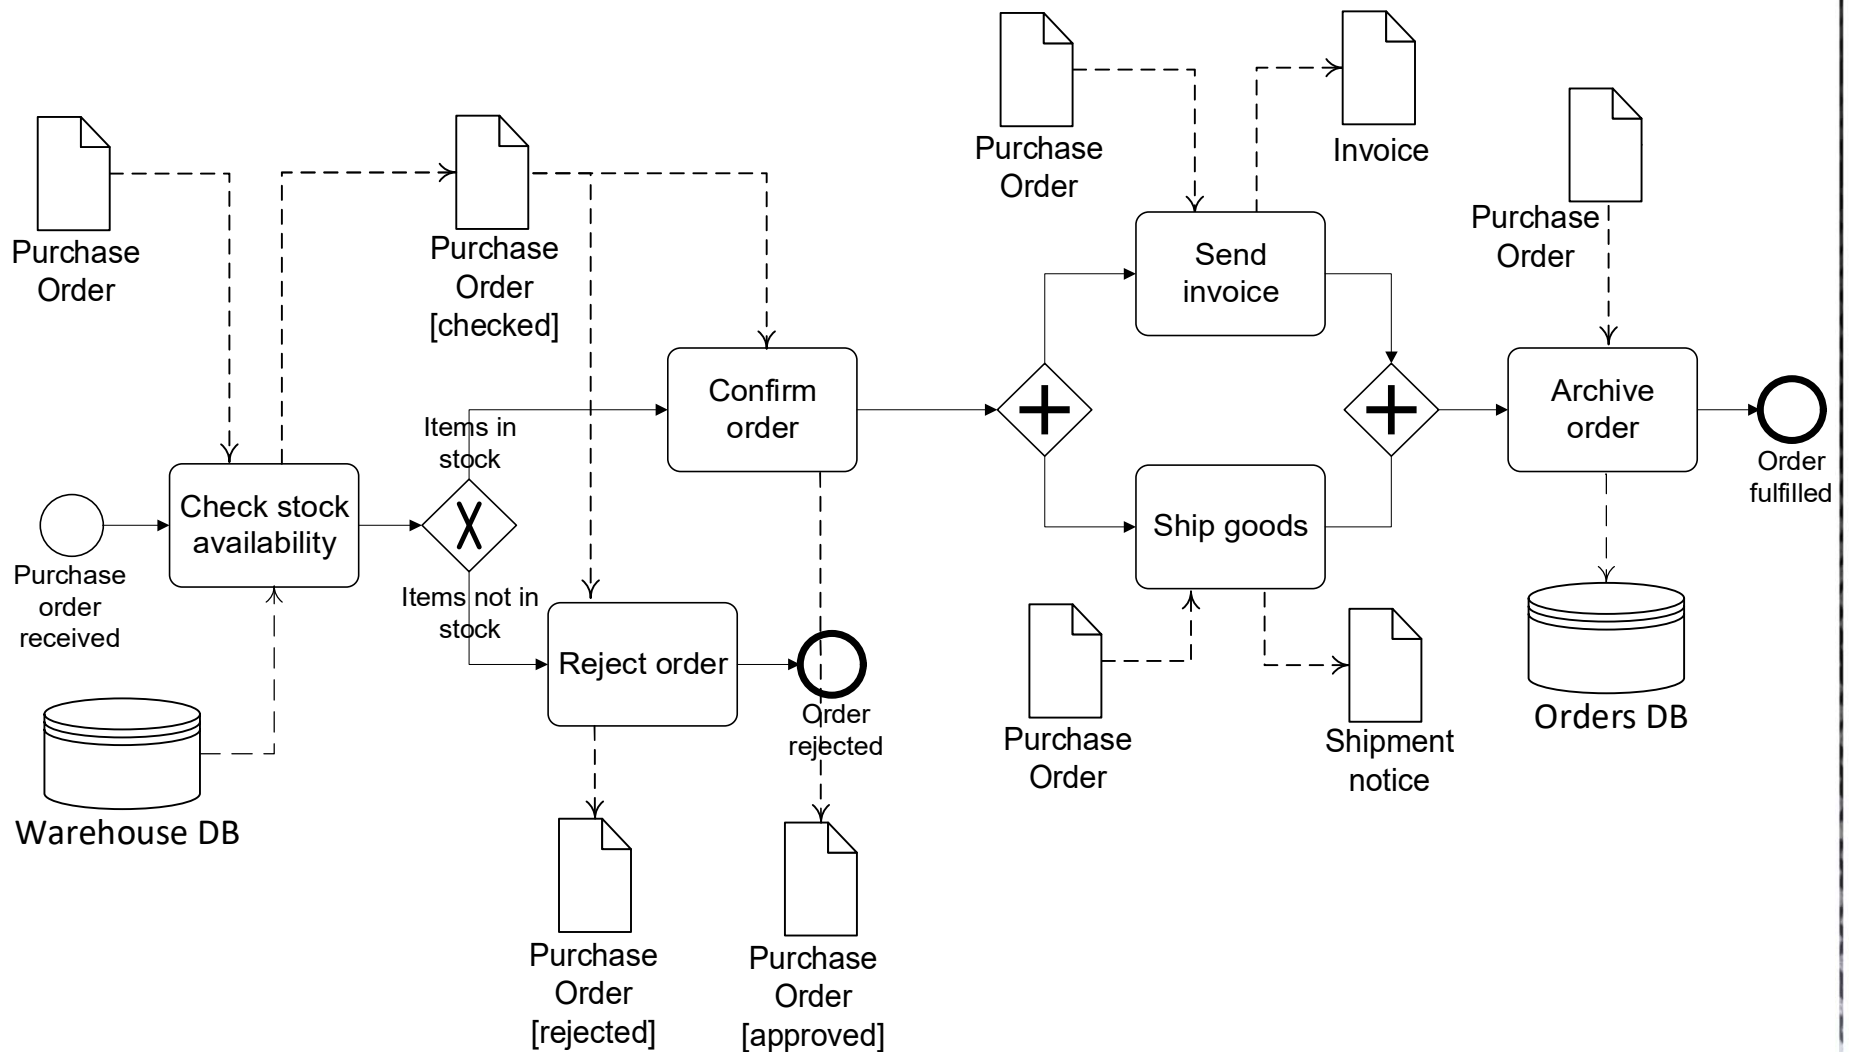 Purchase
Order
Purchase
Order
[checked]
Purchase
Order
Invoice
Purchase
Order
Send
invoice
Confirm
order
Archive
order
Items in
stock
Order
fulfilled
Check stock
availability
X
Ship goods
Purchase
order
received
Items not in
stock
Reject order
Order
rejected
Purchase
Order
Shipment
notice
Orders DB
Warehouse DB
Purchase
Order
[rejected]
Purchase
Order
[approved]